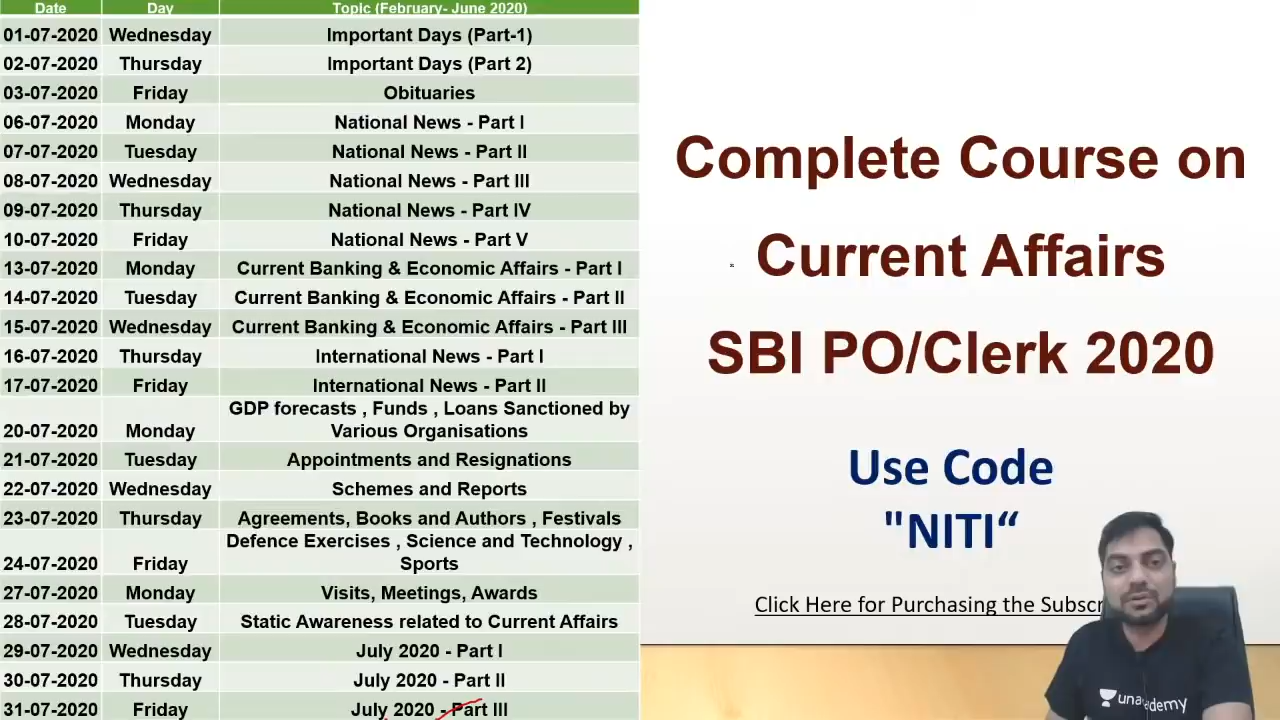 Date Day Topic (February- June 2020)
01-07-2020 Wednesday Important Days (Part-1)
02-07-2020 Thursday Important Days (Part 2)
03-07-2020 Friday Obituaries
06-07-2020 Monday National News - Part I
07-07-2020 Tuesday National News - Part II
08-07-2020 Wednesday National News - Part III
09-07-2020 Thursday National News - Part IV
10-07-2020 Friday National News - Part V
13-07-2020 Monday Current Banking & Economic Affairs - Part I
14-07-2020 Tuesday Current Banking & Economic Affairs - Part II
15-07-2020 Wednesday Current Banking & Economic Affairs - Part III
16-07-2020 Thursday International News - Part I
17-07-2020 Friday International News - Part II
GDP forecasts , Funds , Loans Sanctioned by
20-07-2020 Monday Various Organisations
21-07-2020 Tuesday Appointments and Resignations
22-07-2020 Wednesday Schemes and Reports
23-07-2020 Thursday Agreements, Books and Authors , Festivals
Defence Exercises , Science and Technology ,
24-07-2020 Friday Sports
27-07-2020 Monday Visits, Meetings, Awards
28-07-2020 Tuesday Static Awareness related to Current Affairs
29-07-2020 Wednesday July 2020 - Part I
30-07-2020 Thursday July 2020 - Part II
31-07-2020 Friday July 2020 - Part III
Complete Course on
Current Affairs
SBI PO/Clerk 2020
Use Code
"NITI“
Click Here for Purchasing the Subscr
unacademy